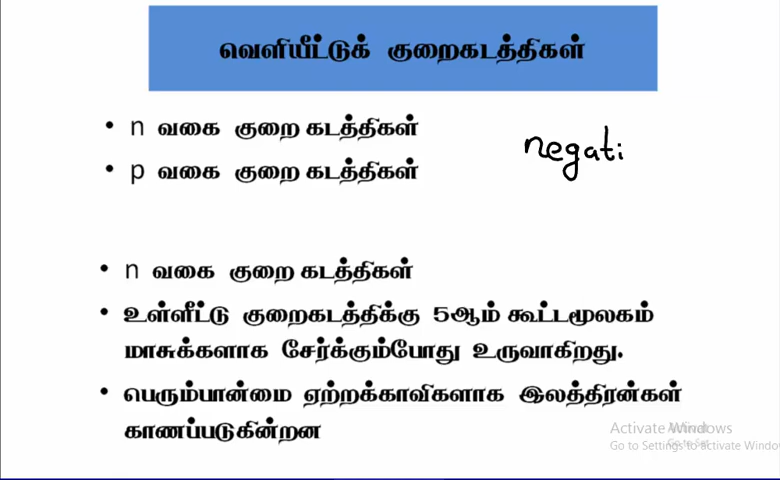 வெளியீட்டுக் குறைகடத்திகள்
• n வகை குறை கடத்திகள்
negati
• p வகை குறை கடத்திகள்
• n வகை குறை கடத்திகள்
• உள்ளீட்டு குறைகடத்திக்கு 5ஆம் கூட்டமூலகம்
மாசுக்களாக சேர்க்கும்போது உருவாகிறது.
• பெரும்பான்மை ஏற்றக்காவிகளாக இலத்திரன்கள்
காணப்படுகின்றன
Activate Windows
Go to Settings to activate Windows